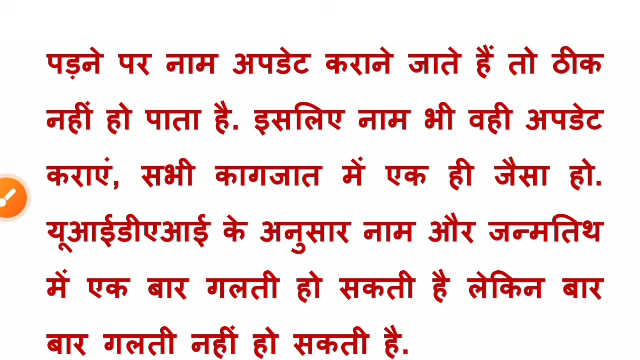 पड़ने पर नाम अपडेट कराने जाते हैं तो ठीक
नहीं हो पाता है. इसलिए नाम भी वही अपडेट
कराएं, सभी कागजात में एक ही जैसा हो.
यूआईडीएआई के अनुसार नाम और जन्मतिथ
में एक बार गलती हो सकती है लेकिन बार
बार गलती नहीं हो सकती है.